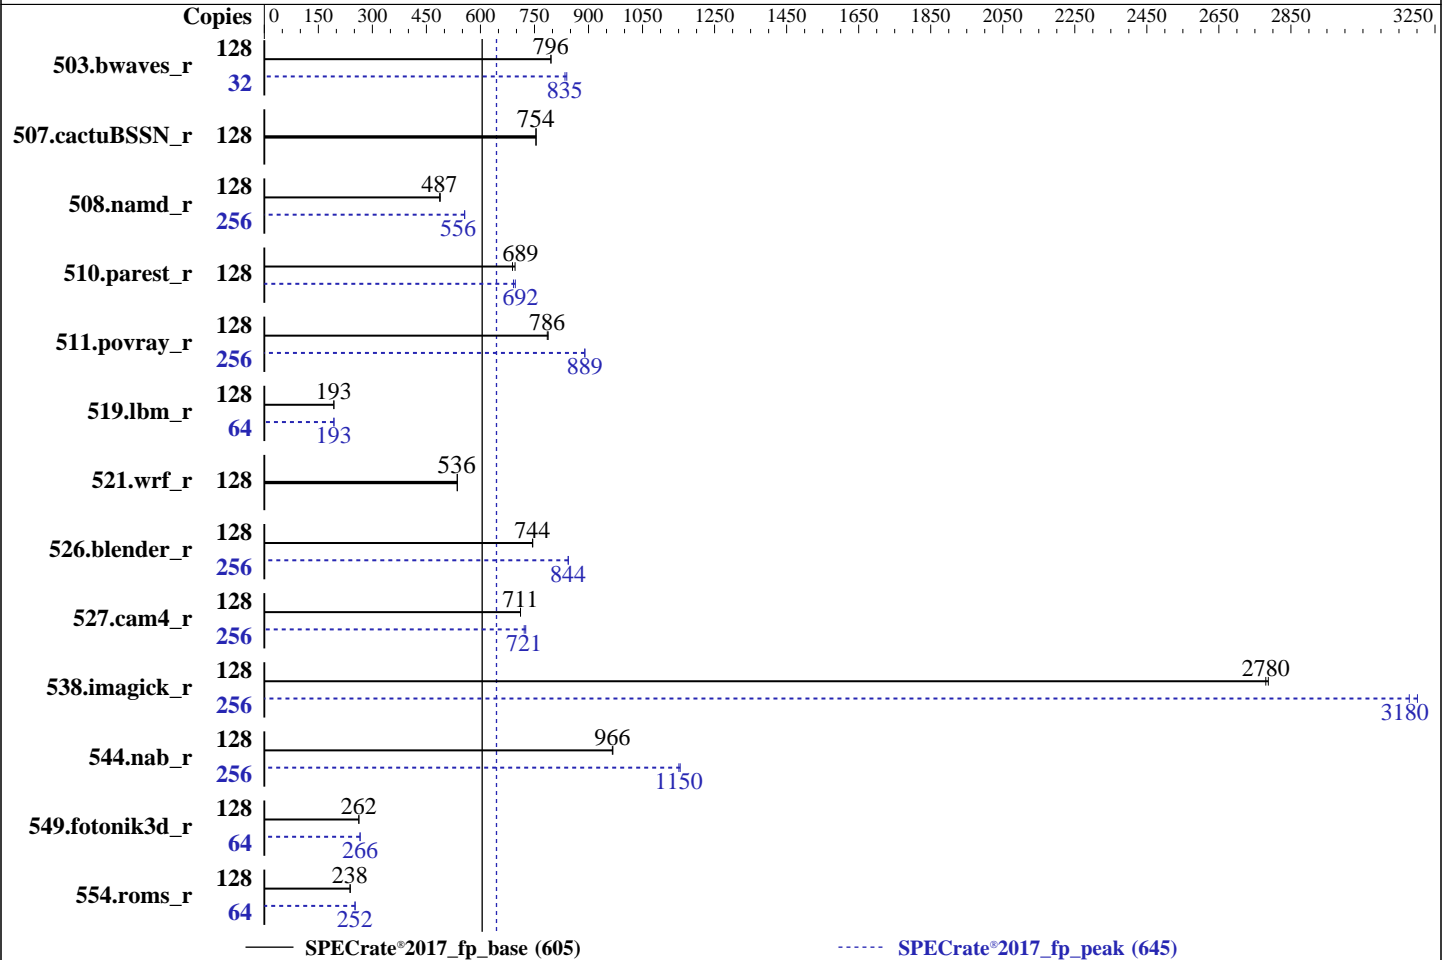 Copies 0 150 300 450 600 750 900 1050 1250 1450 1650 1850 2050 2250 2450 2650 2850 3250
503.bwaves_r 128 796
32 835
507.cactuBSSN_r 128 754
508.namd_r 128 487
256 556
510.parest_r 128 689
692
511.povray_r 128 786
256 889
519.lbm_r 128 193
64 193
521.wrf_r 128 536
526.blender_r 128 744
256 844
527.cam4_r 128 711
256 721
538.imagick_r 128 2780
256 3180
544.nab_r 128 966
256 1150
549.fotonik3d_r 128 262
64 266
554.roms_r 128 238
64 252
SPECrate®2017_fp_base (605) SPECrate®2017_fp_peak (645)